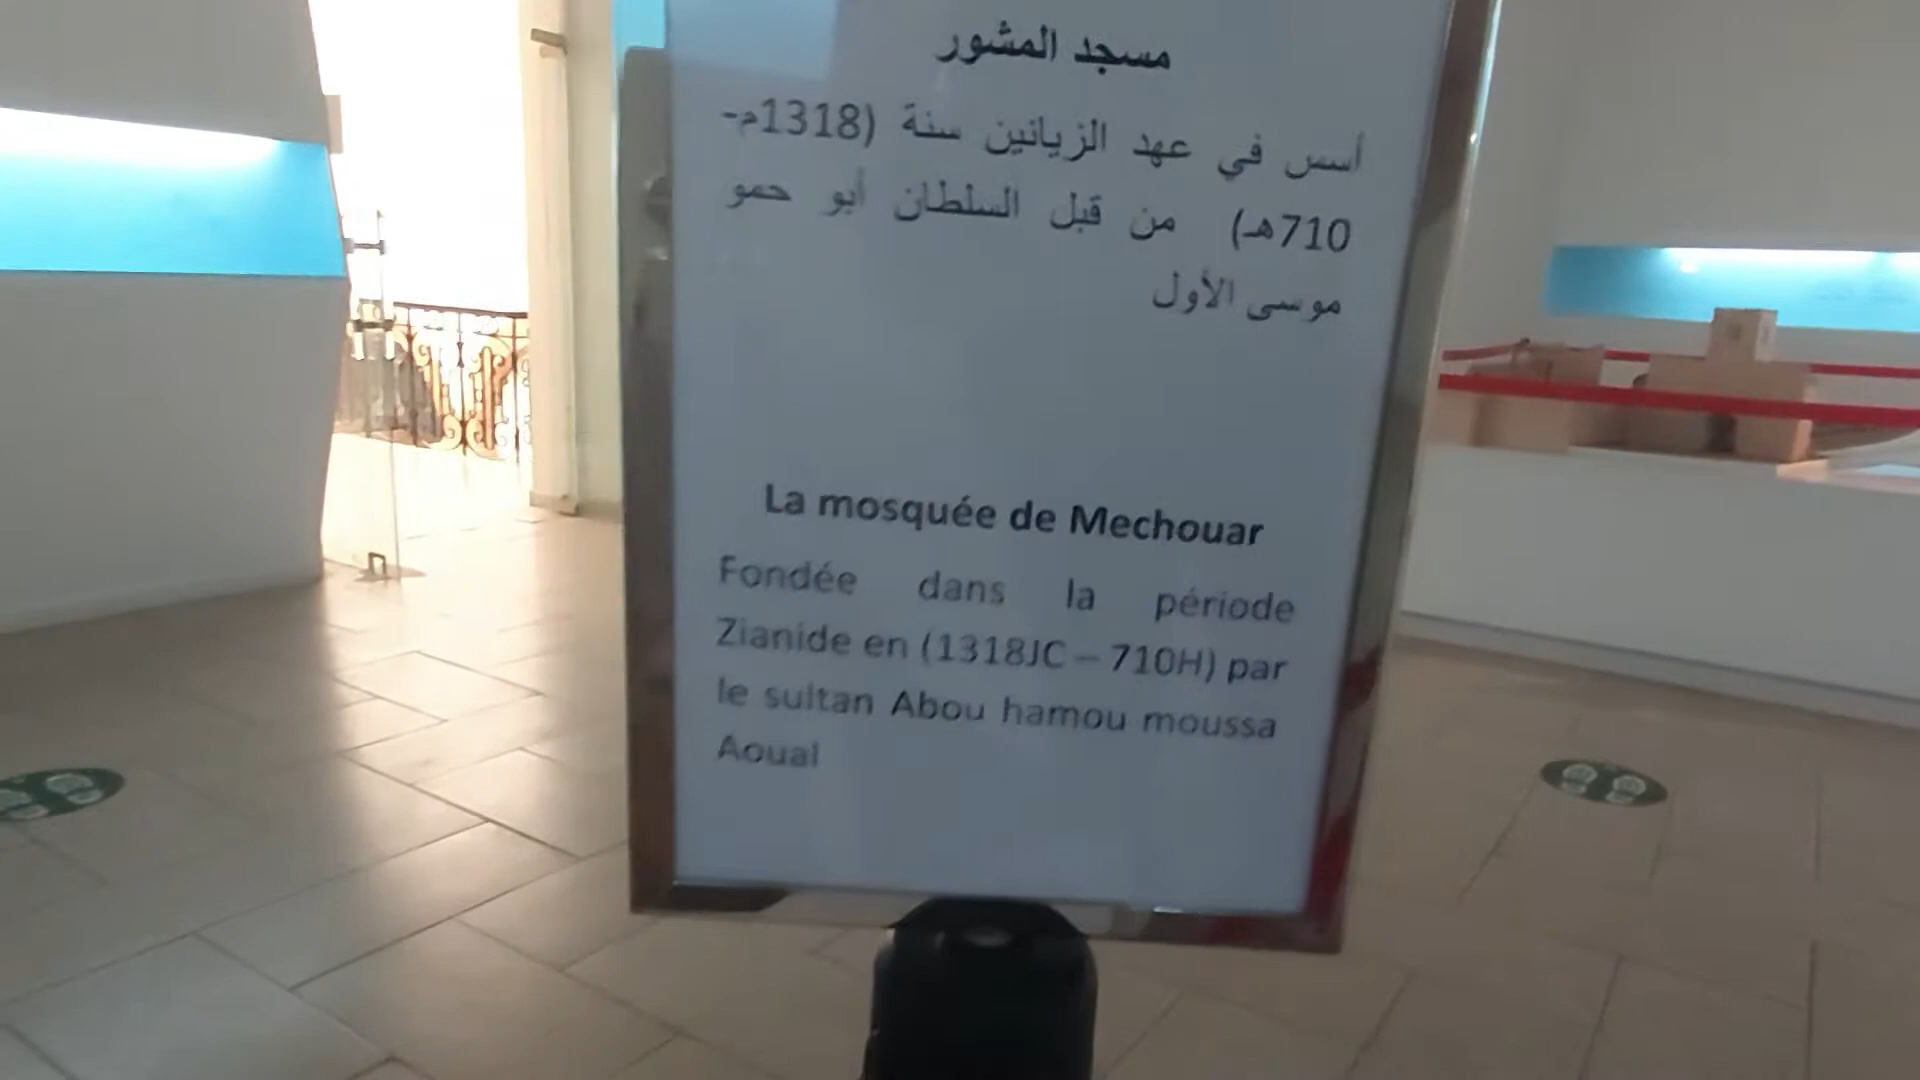 مسجد المشور
أسس في عهد الزيانين سنة (1318م-
710هـ) من قبل السلطان أبو حمو
موسى الأول
La mosquée de Mechouar
Fondée dans la période
Zianide en (1318JC – 710H) par
le sultan Abou hamou moussa
Aoual